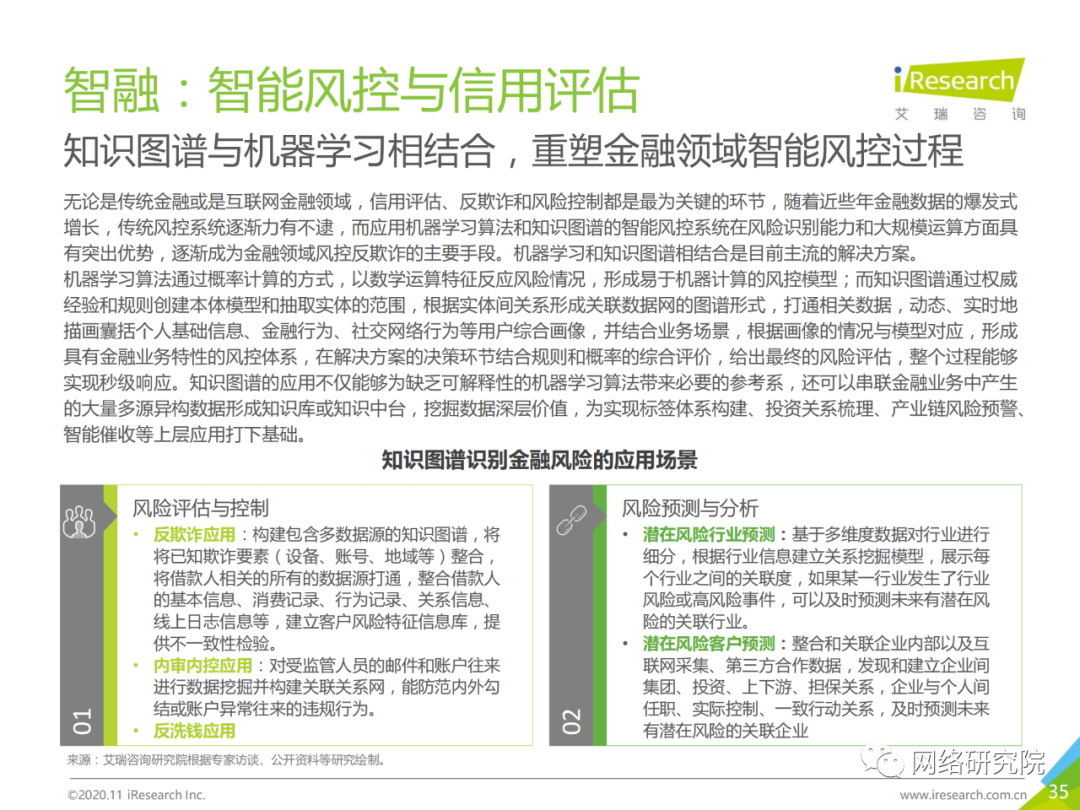 智融：智能风控与信用评估
iResearch
艾 瑞 咨 询
知识图谱与机器学习相结合，重塑金融领域智能风控过程
无论是传统金融或是互联网金融领域，信用评估、反欺诈和风险控制都是最为关键的环节，随着近些年金融数据的爆发式
增长，传统风控系统逐渐力有不逮，而应用机器学习算法和知识图谱的智能风控系统在风险识别能力和大规模运算方面具
有突出优势，逐渐成为金融领域风控反欺诈的主要手段。机器学习和知识图谱相结合是目前主流的解决方案。
机器学习算法通过概率计算的方式，以数学运算特征反应风险情况，形成易于机器计算的风控模型；而知识图谱通过权威
经验和规则创建本体模型和抽取实体的范围，根据实体间关系形成关联数据网的图谱形式，打通相关数据，动态、实时地
描画囊括个人基础信息、金融行为、社交网络行为等用户综合画像，并结合业务场景，根据画像的情况与模型对应，形成
具有金融业务特性的风控体系，在解决方案的决策环节结合规则和概率的综合评价，给出最终的风险评估，整个过程能够
实现秒级响应。知识图谱的应用不仅能够为缺乏可解释性的机器学习算法带来必要的参考系，还可以串联金融业务中产生
的大量多源异构数据形成知识库或知识中台，挖掘数据深层价值，为实现标签体系构建、投资关系梳理、产业链风险预警、
智能催收等上层应用打下基础。
知识图谱识别金融风险的应用场景
01
风险评估与控制
• 反欺诈应用：构建包含多数据源的知识图谱，将
将已知欺诈要素（设备、账号、地域等）整合，
将借款人相关的所有的数据源打通，整合借款人
的基本信息、消费记录、行为记录、关系信息、
线上日志信息等，建立客户风险特征信息库，提
供不一致性检验。
• 内审内控应用：对受监管人员的邮件和账户往来
进行数据挖掘并构建关联关系网，能防范内外勾
结或账户异常往来的违规行为。
• 反洗钱应用
02
风险预测与分析
• 潜在风险行业预测：基于多维度数据对行业进行
细分，根据行业信息建立关系挖掘模型，展示每
个行业之间的关联度，如果某一行业发生了行业
风险或高风险事件，可以及时预测未来有潜在风
险的关联行业。
• 潜在风险客户预测：整合和关联企业内部以及互
联网采集、第三方合作数据，发现和建立企业间
集团、投资、上下游、担保关系，企业与个人间
任职、实际控制、一致行动关系，及时预测未来
有潜在风险的关联企业
来源：艾瑞咨询研究院根据专家访谈、公开资料等研究绘制。
网络研究院
©2020.11 iResearch Inc.
www.iresearch.com.cn
35